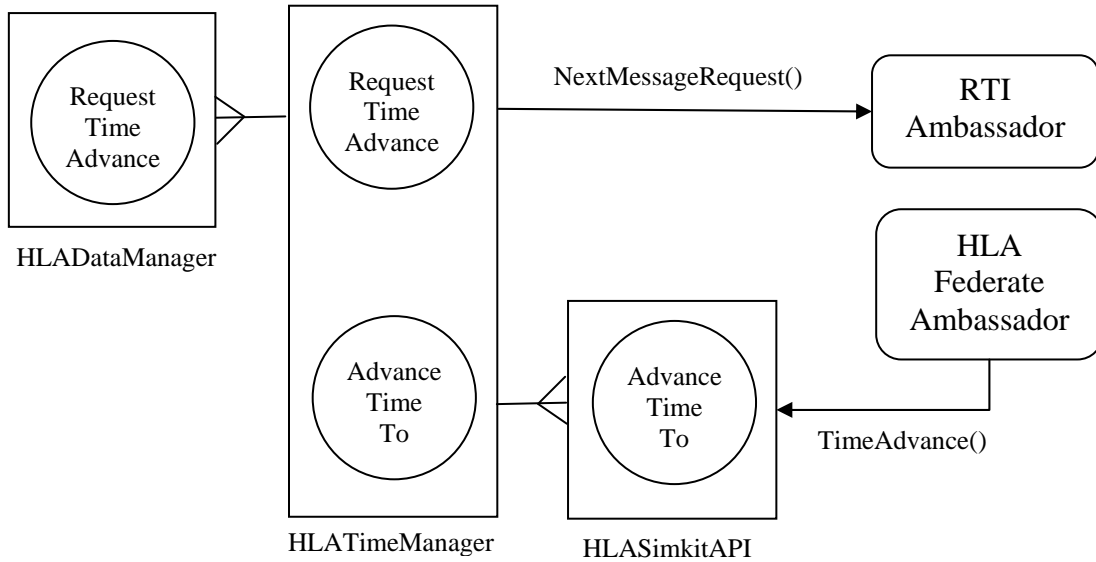 Request
Time
Advance
HLADataManager
Request
Time
Advance
NextMessageRequest()
RTI
Ambassador
HLA
Federate
Ambassador
Advance
Time
To
HLATimeManager
Advance
Time
To
HLASimkitAPI
TimeAdvance()